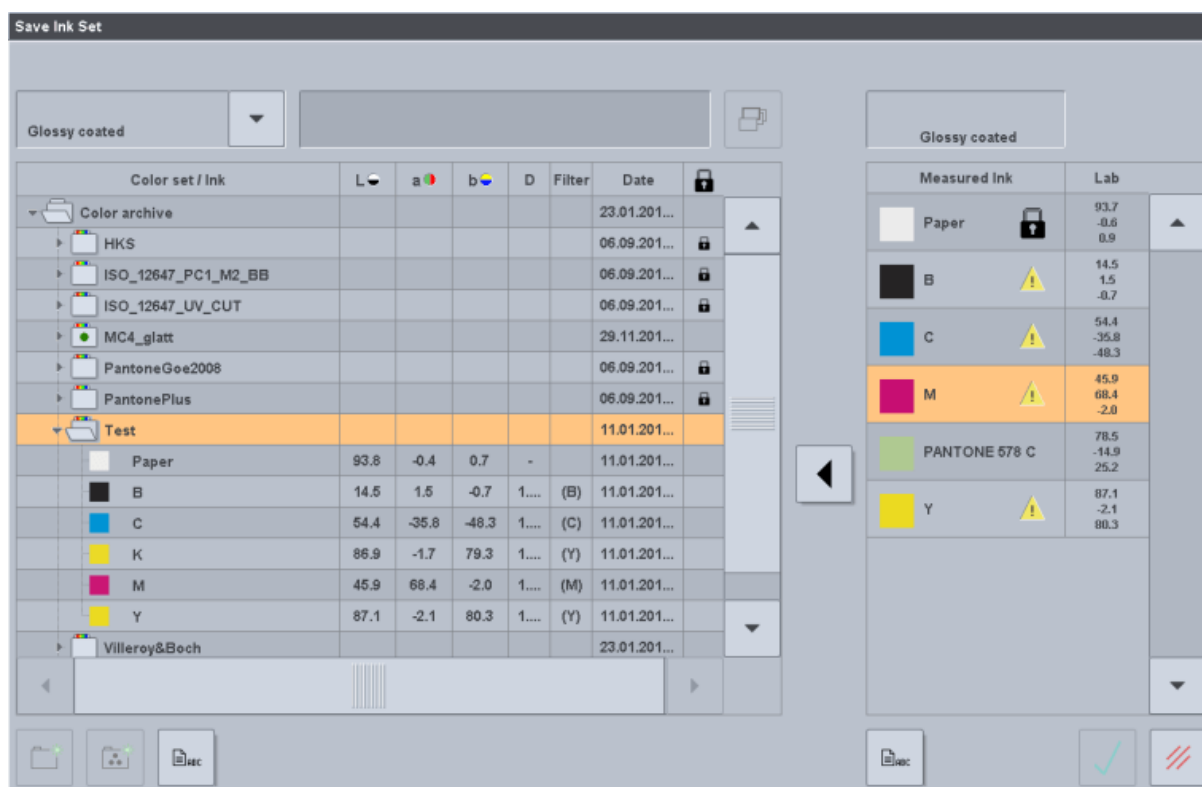 Save Ink Set
Glossy coated
Glossy coated
Color set / Ink L a b D Filter Date
Color archive 23.01.201...
HKS 06.09.201...
ISO_12647_PC1_M2_BB 06.09.201...
ISO_12647_UV_CUT 06.09.201...
MC4_glatt 29.11.201...
PantoneGoe2008 06.09.201...
PantonePlus 06.09.201...
Test 11.01.201...
Paper 93.8 -0.4 0.7 - 11.01.201...
B 14.5 1.5 -0.7 1.... (B) 11.01.201...
C 54.4 -35.8 -48.3 1.... (C) 11.01.201...
K 86.9 -1.7 79.3 1.... (Y) 11.01.201...
M 45.9 68.4 -2.0 1.... (M) 11.01.201...
Y 87.1 -2.1 80.3 1.... (Y) 11.01.201...
Villeroy&Boch 23.01.201...
ABC
Measured Ink Lab
Paper
93.7
-0.6
0.9
B
14.5
1.5
-0.7
C
54.4
-35.8
-48.3
M
45.9
68.4
-2.0
PANTONE 578 C
78.5
-14.9
25.2
Y
87.1
-2.1
80.3
ABC